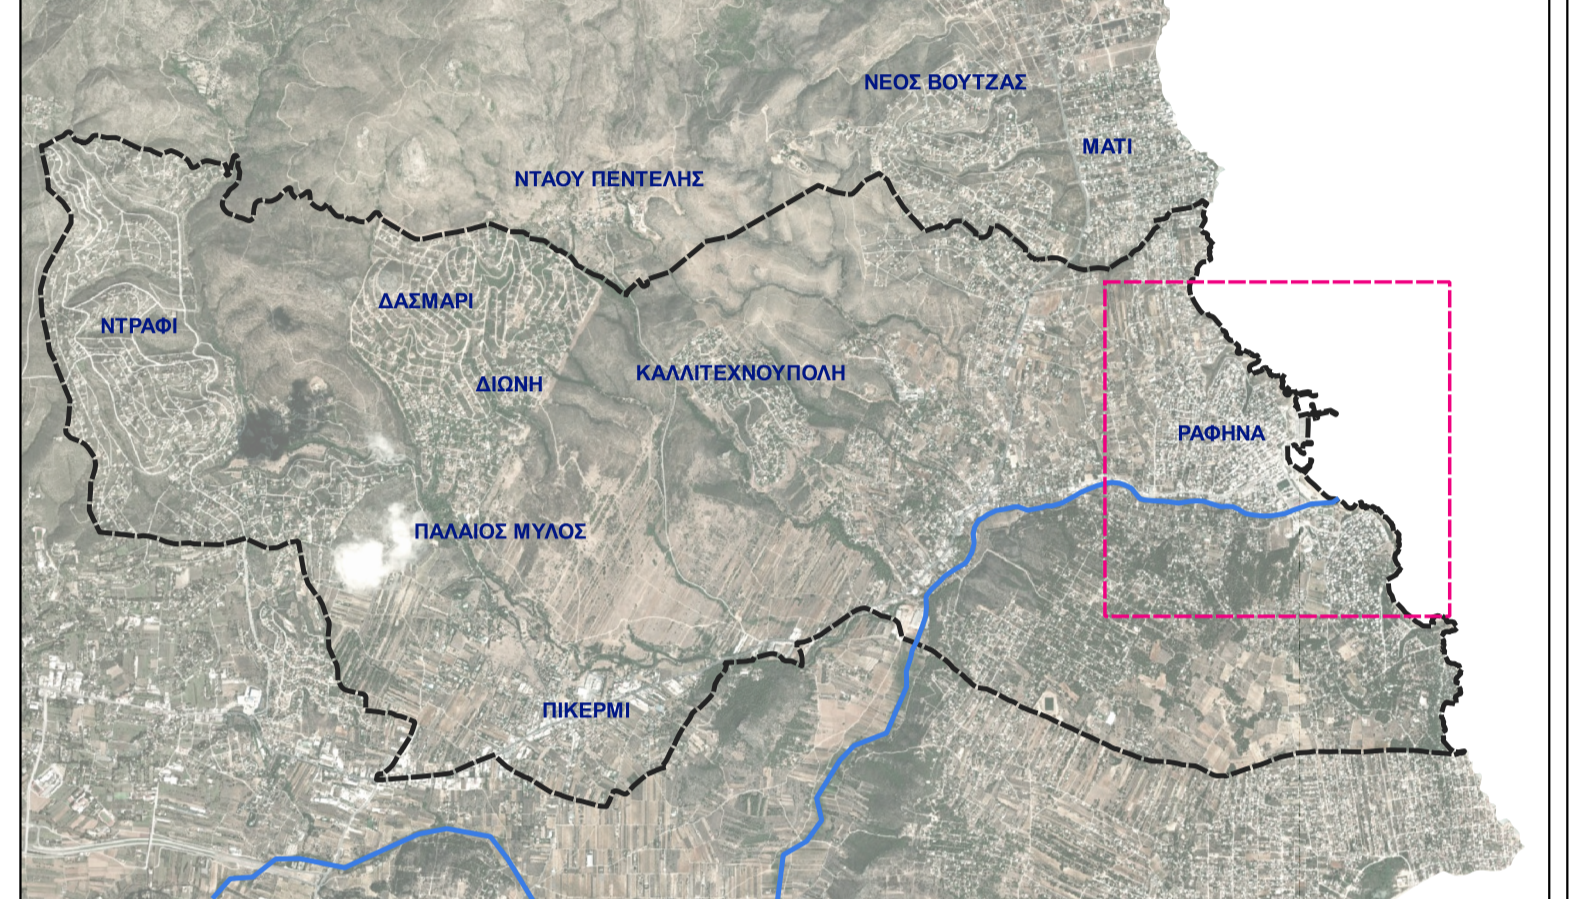 ΝΕΟΣ ΒΟΥΤΖΑΣ
ΜΑΤΙ
ΝΤΑΟΥ ΠΕΝΤΕΛΗΣ
ΔΑΣΜΑΡΙ
ΝΤΡΑΦΙ
ΔΙΩΝΗ
ΚΑΛΛΙΤΕΧΝΟΥΠΟΛΗ
ΡΑΦΗΝΑ
ΠΑΛΑΙΟΣ ΜΥΛΟΣ
ΠΙΚΕΡΜΙ